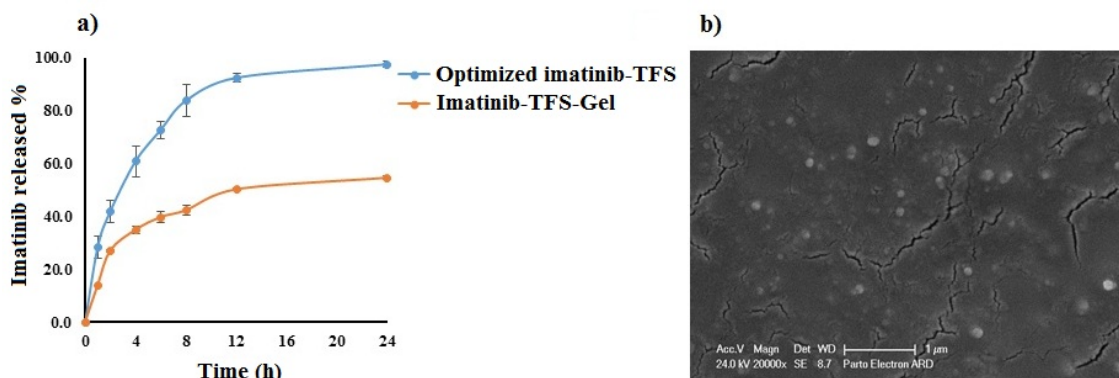 a)
100.0
80.0
60.0
40.0
20.0
0.0
Imatinib released %
0
4
8
12
16
20
24
Time (h)
Optimized imatinib-TFS
Imatinib-TFS-Gel
b)
Acc.V Magn Det WD 1 µm
24.0 kV 20000x SE 8.7 Parto Electron ARD